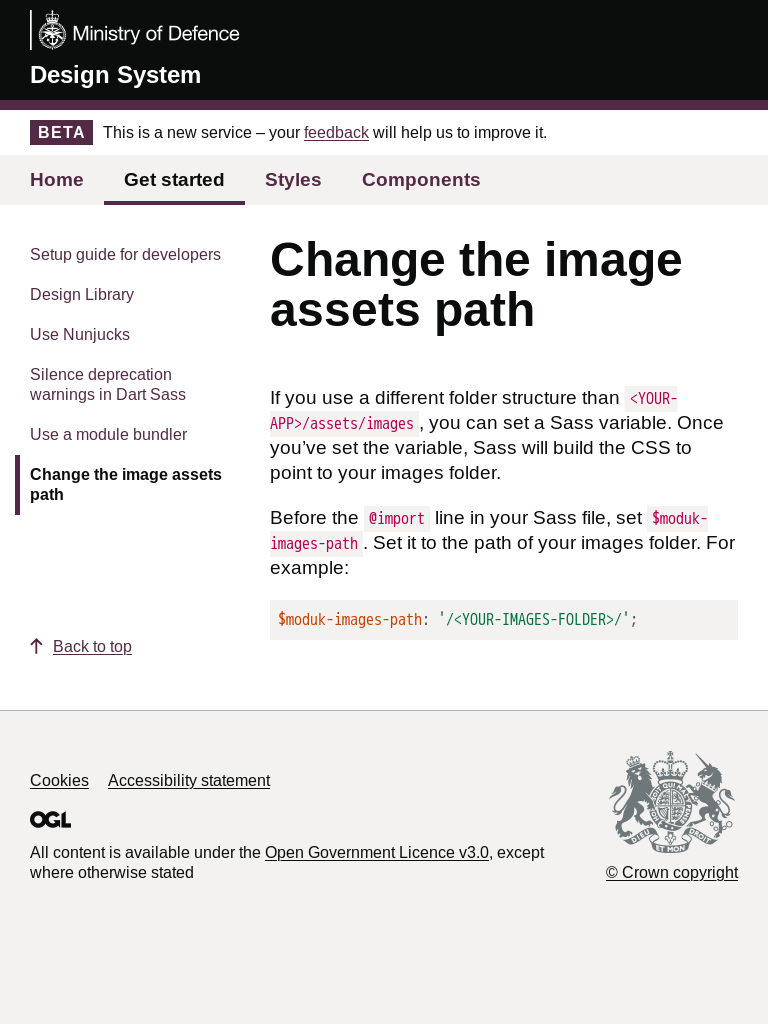 Ministry of Defence
Design System
BETA This is a new service – your feedback will help us to improve it.
Home Get started Styles Components
Setup guide for developers
Design Library
Use Nunjucks
Silence deprecation
warnings in Dart Sass
Use a module bundler
Change the image assets
path
Change the image
assets path
If you use a different folder structure than <YOUR-
APP>/assets/images , you can set a Sass variable. Once
you’ve set the variable, Sass will build the CSS to
point to your images folder.
Before the @import line in your Sass file, set $moduk-
images-path . Set it to the path of your images folder. For
example:
$moduk-images-path: '/<YOUR-IMAGES-FOLDER>/';
Back to top
Cookies Accessibility statement
OGL
All content is available under the Open Government Licence v3.0, except
where otherwise stated
DIEU ET MON DROIT
© Crown copyright